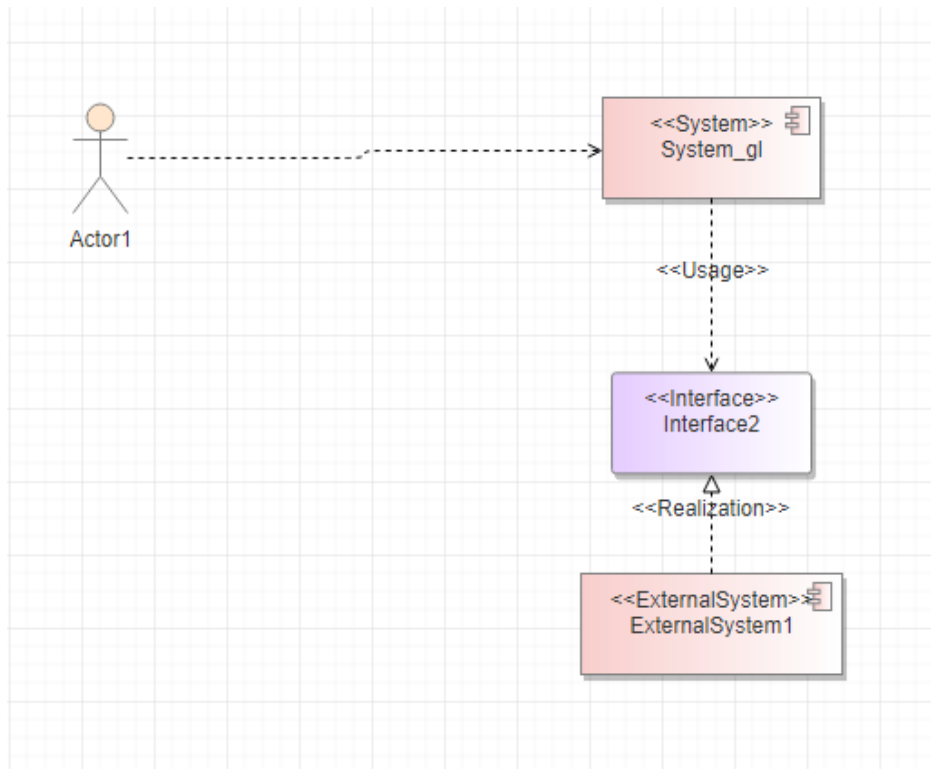 <<System>>
System_gl
Actor1
<<Usage>>
<<Interface>>
Interface2
<<Realization>>
<<ExternalSystem>>
ExternalSystem1